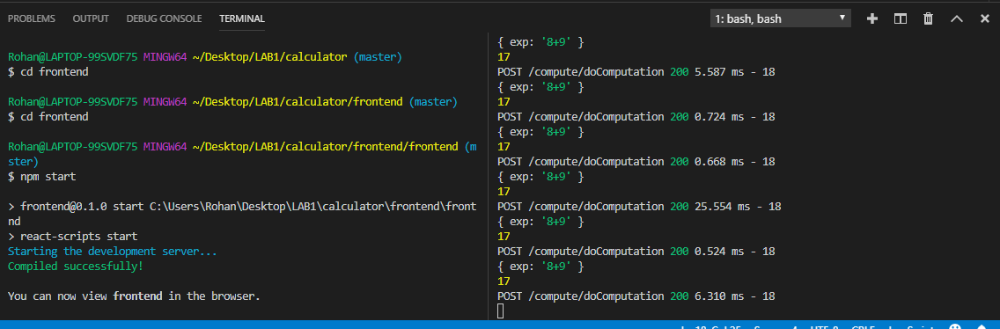 PROBLEMS OUTPUT DEBUG CONSOLE TERMINAL 1: bash, bash
Rohan@LAPTOP-99SVDF75 MINGW64 ~/Desktop/LAB1/calculator (master)
$ cd frontend
Rohan@LAPTOP-99SVDF75 MINGW64 ~/Desktop/LAB1/calculator/frontend (master)
$ cd frontend
Rohan@LAPTOP-99SVDF75 MINGW64 ~/Desktop/LAB1/calculator/frontend/frontend (m
ster)
$ npm start
> frontend@0.1.0 start C:\Users\Rohan\Desktop\LAB1\calculator\frontend\front
nd
> react-scripts start
Starting the development server...
Compiled successfully!
You can now view frontend in the browser.
{ exp: '8+9' }
17
POST /compute/doComputation 200 5.587 ms - 18
{ exp: '8+9' }
17
POST /compute/doComputation 200 0.724 ms - 18
{ exp: '8+9' }
17
POST /compute/doComputation 200 0.668 ms - 18
{ exp: '8+9' }
17
POST /compute/doComputation 200 25.554 ms - 18
{ exp: '8+9' }
17
POST /compute/doComputation 200 0.524 ms - 18
{ exp: '8+9' }
17
POST /compute/doComputation 200 6.310 ms - 18